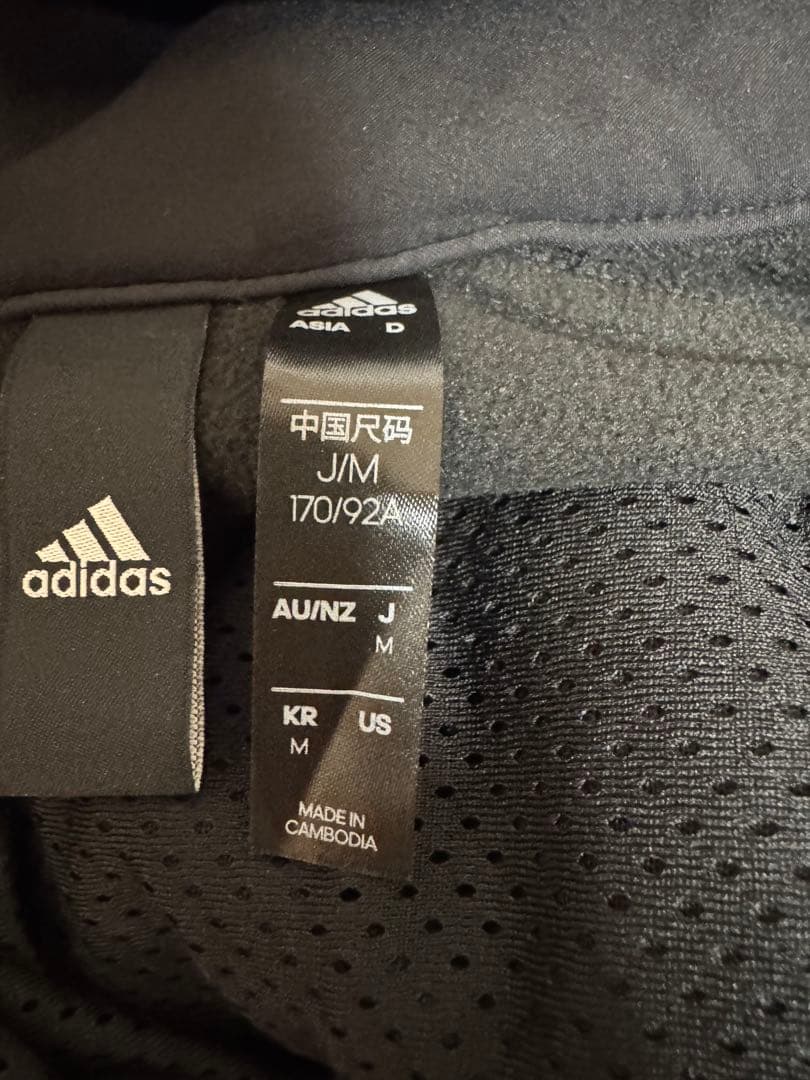 adidas
adidas
ASIA D
中国尺码
J/M
170/92A
AU/NZ J
M
KR US
M
MADE IN
CAMBODIA